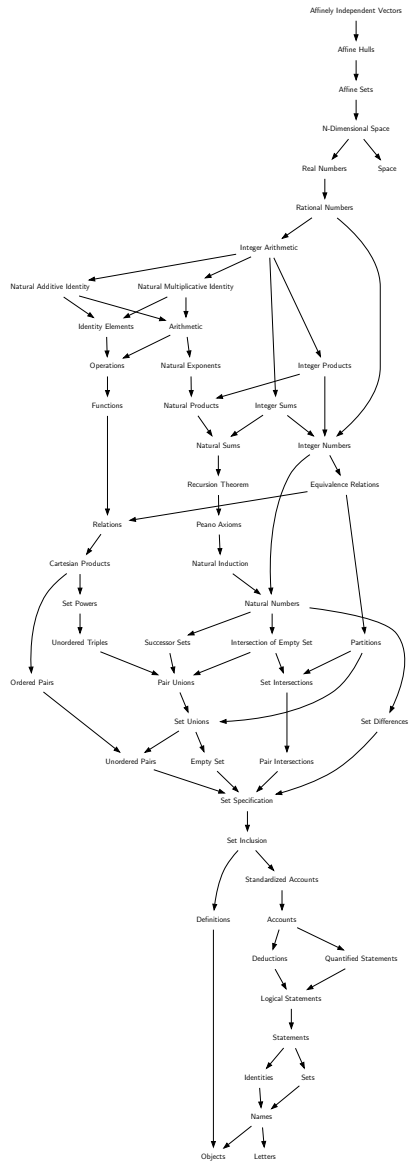 Affinely Independent Vectors
Affine Hulls
Affine Sets
N-Dimensional Space
Real Numbers
Space
Rational Numbers
Integer Arithmetic
Natural Additive Identity
Natural Multiplicative Identity
Identity Elements
Arithmetic
Operations
Natural Exponents
Integer Products
Functions
Natural Products
Integer Sums
Natural Sums
Integer Numbers
Recursion Theorem
Equivalence Relations
Relations
Peano Axioms
Cartesian Products
Natural Induction
Set Powers
Natural Numbers
Unordered Triples
Successor Sets
Intersection of Empty Set
Partitions
Ordered Pairs
Pair Unions
Set Intersections
Set Unions
Set Differences
Unordered Pairs
Empty Set
Pair Intersections
Set Specification
Set Inclusion
Standardized Accounts
Definitions
Accounts
Deductions
Quantified Statements
Logical Statements
Statements
Identities
Sets
Names
Objects
Letters